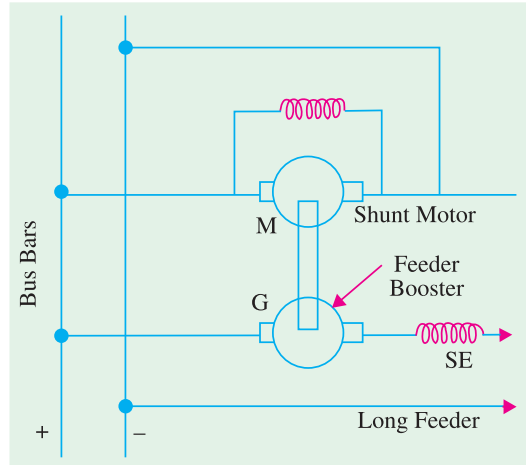 Bus Bars
M
Shunt Motor
Feeder
Booster
G
SE
Long Feeder
+
–